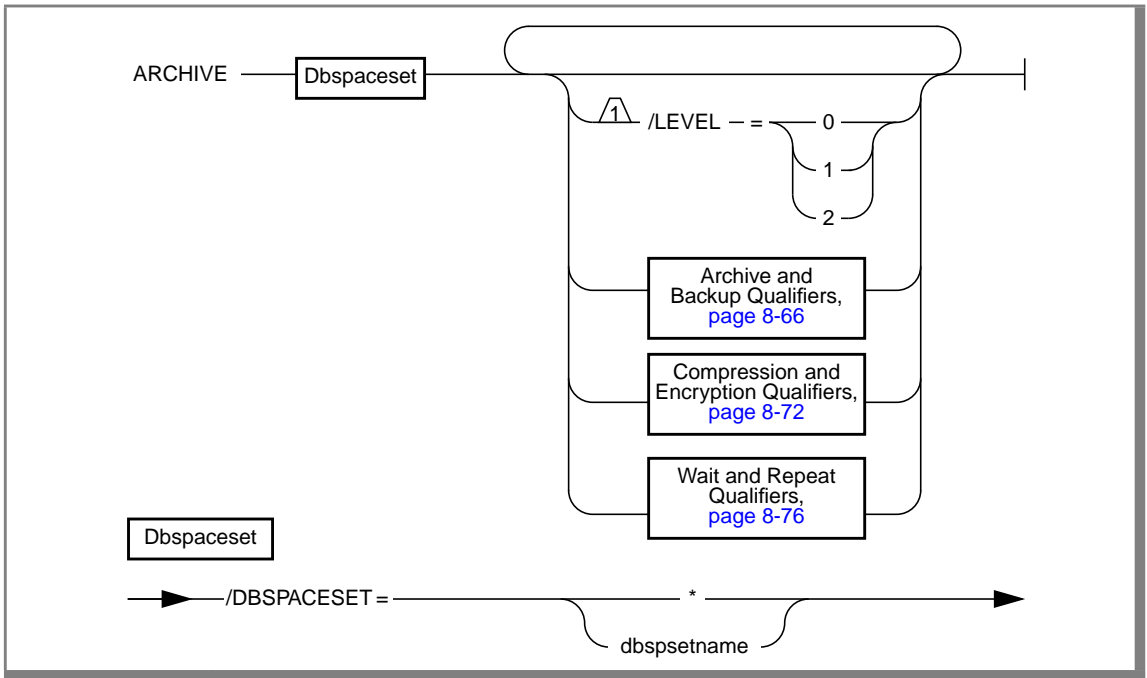 ARCHIVE Dbspaceset
1 /LEVEL = 0
1
2
Archive and
Backup Qualifiers,
page 8-66
Compression and
Encryption Qualifiers,
page 8-72
Wait and Repeat
Qualifiers,
page 8-76
Dbspaceset
/DBSPACESET = *
dbspsetname